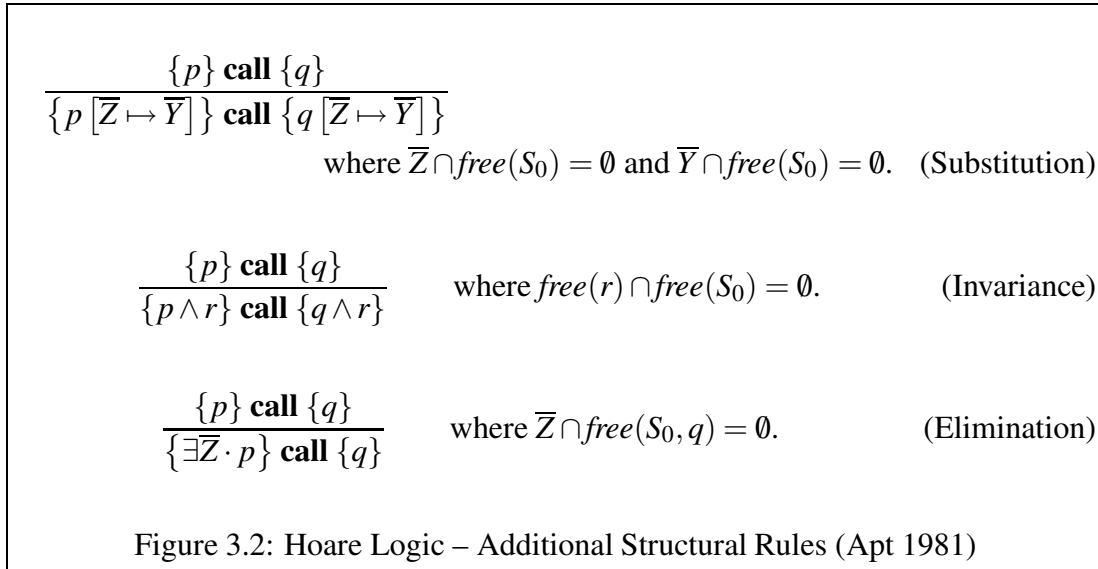 {p} call {q}
{p [Z̅ ↦ Y̅]} call {q [Z̅ ↦ Y̅]}
where Z̅ ∩ free(S₀) = ∅ and Y̅ ∩ free(S₀) = ∅. (Substitution)
{p} call {q}
{p ∧ r} call {q ∧ r} where free(r) ∩ free(S₀) = ∅. (Invariance)
{p} call {q}
{∃Z̅ · p} call {q} where Z̅ ∩ free(S₀, q) = ∅. (Elimination)
Figure 3.2: Hoare Logic – Additional Structural Rules (Apt 1981)